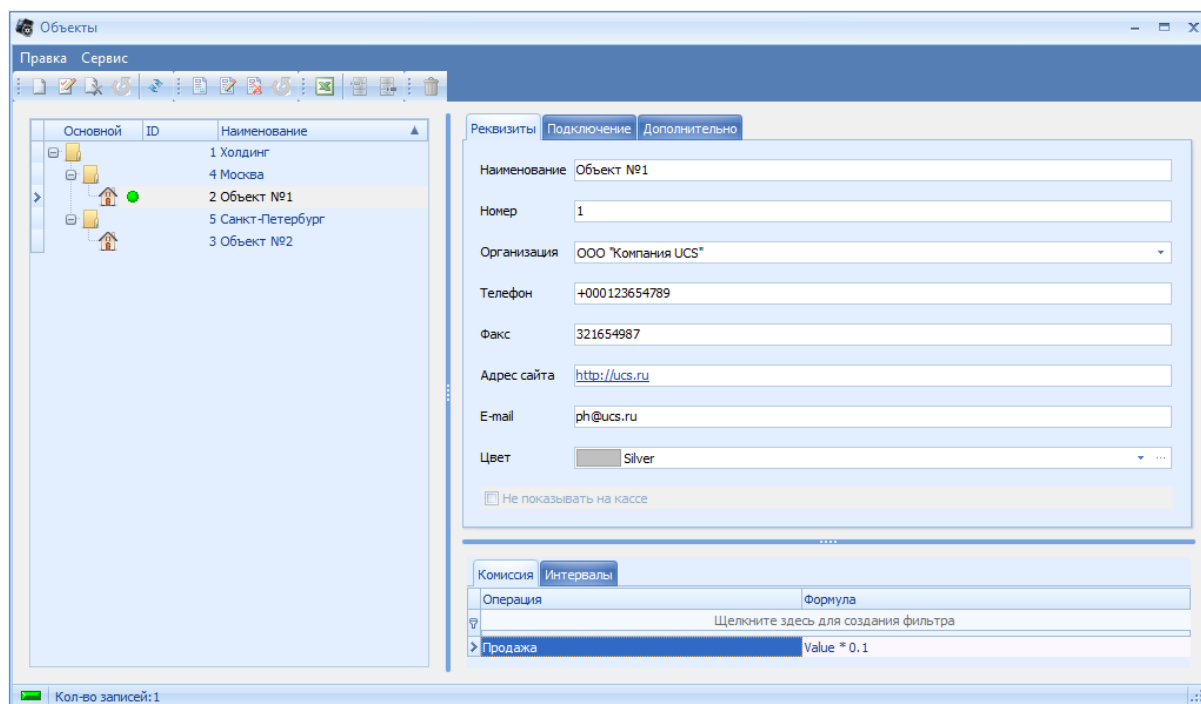 Объекты
Правка Сервис
Основной ID Наименование
1 Холдинг
4 Москва
2 Объект №1
5 Санкт-Петербург
3 Объект №2
Реквизиты Подключение Дополнительно
Наименование Объект №1
Номер 1
Организация ООО "Компания UCS"
Телефон +000123654789
Факс 321654987
Адрес сайта http://ucs.ru
E-mail ph@ucs.ru
Цвет Silver
Не показывать на кассе
Комиссия Интервалы
Операция Формула
Щелкните здесь для создания фильтра
Продажа Value * 0.1
Кол-во записей:1